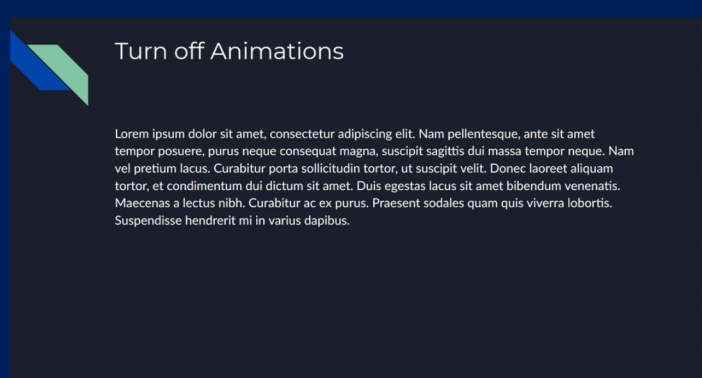 Turn off Animations
Lorem ipsum dolor sit amet, consectetur adipiscing elit. Nam pellentesque, ante sit amet
tempor posuere, purus neque consequat magna, suscipit sagittis dui massa tempor neque. Nam
vel pretium lacus. Curabitur porta sollicitudin tortor, ut suscipit velit. Donec laoreet aliquam
tortor, et condimentum dui dictum sit amet. Duis egestas lacus sit amet bibendum venenatis.
Maecenas a lectus nibh. Curabitur ac ex purus. Praesent sodales quam quis viverra lobortis.
Suspendisse hendrerit mi in varius dapibus.